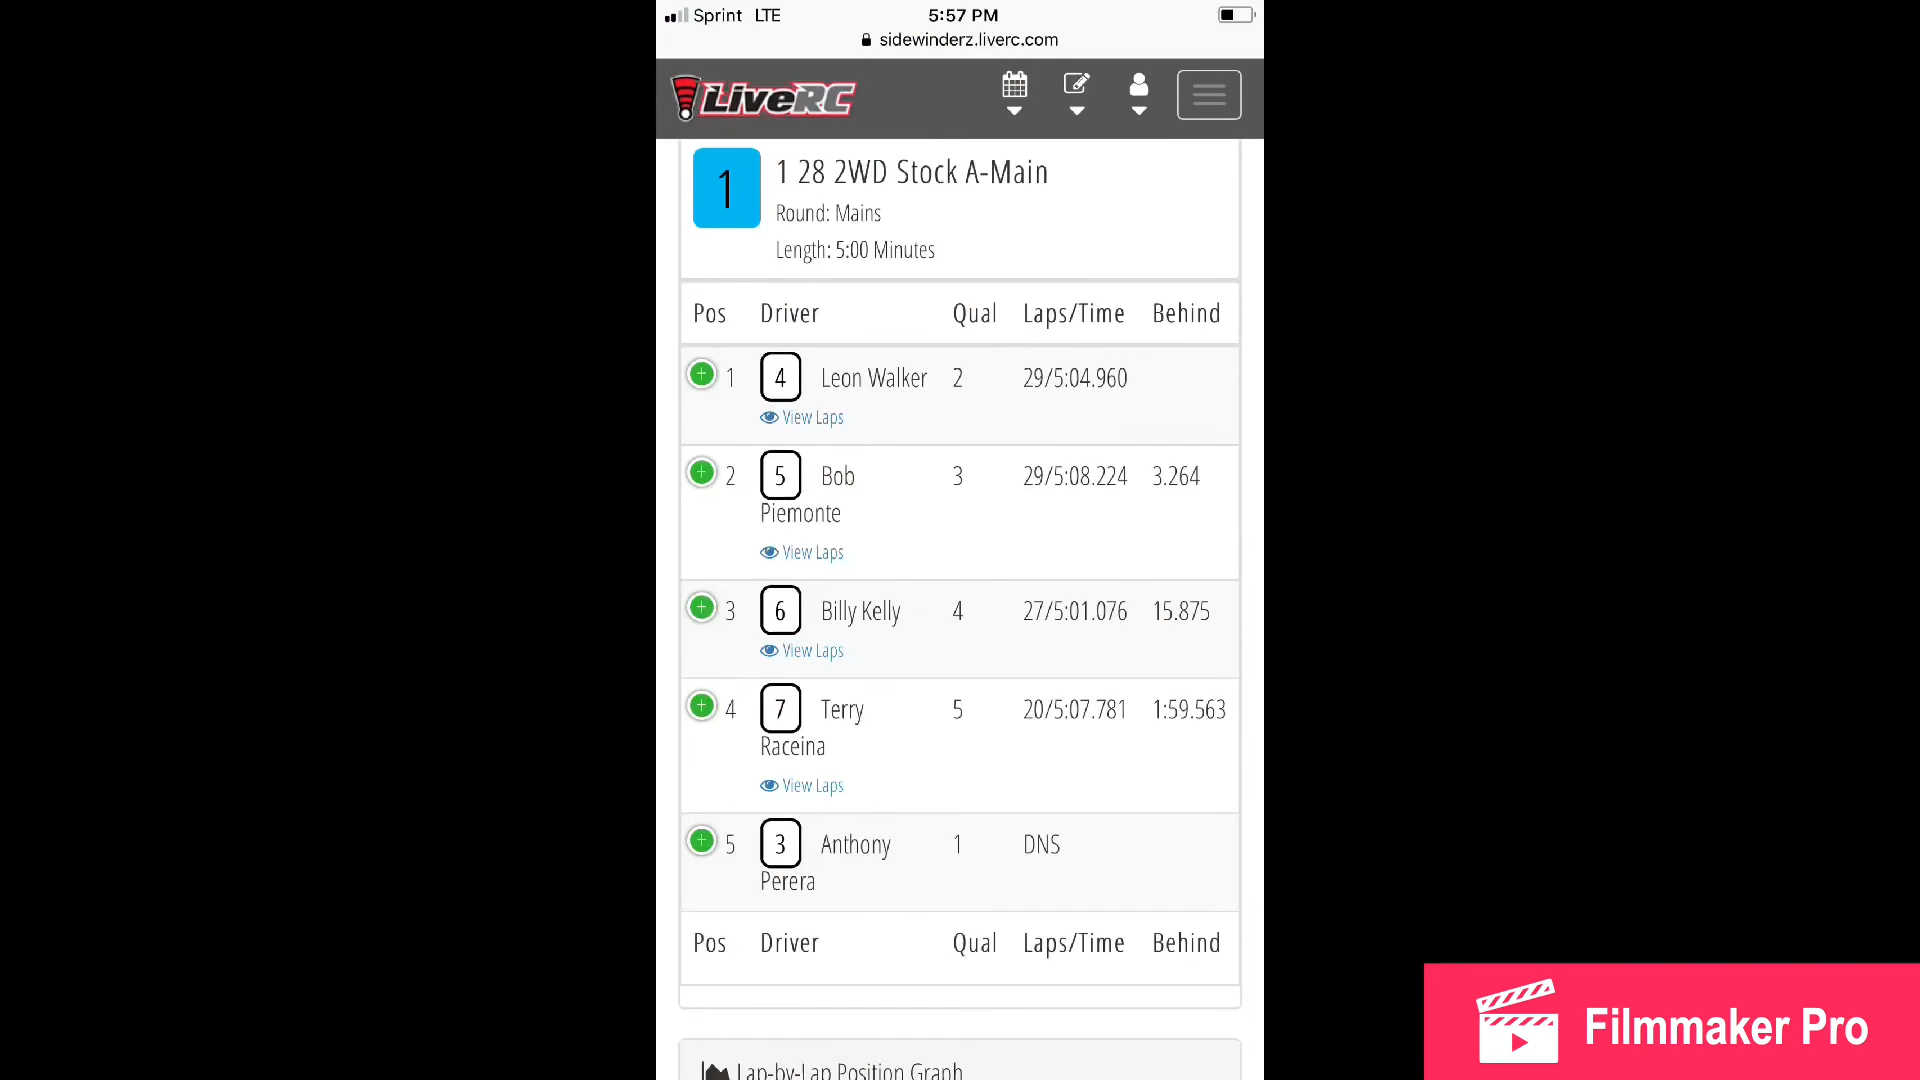 Sprint LTE 5:57 PM
sidewinderz.liverc.com
LiveRC
1 1 28 2WD Stock A-Main
Round: Mains
Length: 5:00 Minutes
Pos Driver Qual Laps/Time Behind
1 4 Leon Walker 2 29/5:04.960
View Laps
2 5 Bob 3 29/5:08.224 3.264
Piemonte
View Laps
3 6 Billy Kelly 4 27/5:01.076 15.875
View Laps
4 7 Terry 5 20/5:07.781 1:59.563
Raceina
View Laps
5 3 Anthony 1 DNS
Perera
Pos Driver Qual Laps/Time Behind
Lap-by-Lap Position Graph
Filmmaker Pro